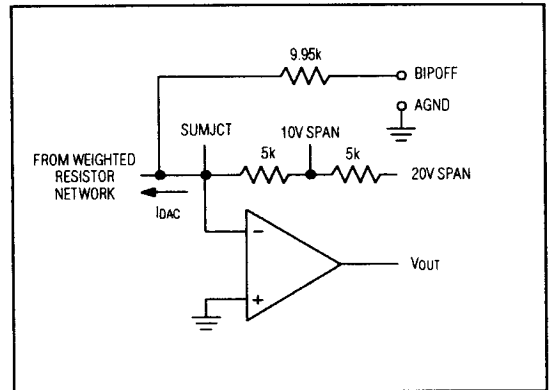 9.95k
BIPOFF
AGND
SUMJCT
10V SPAN
5k
5k
20V SPAN
FROM WEIGHTED
RESISTOR
NETWORK
IDAC
−
+
VOUT